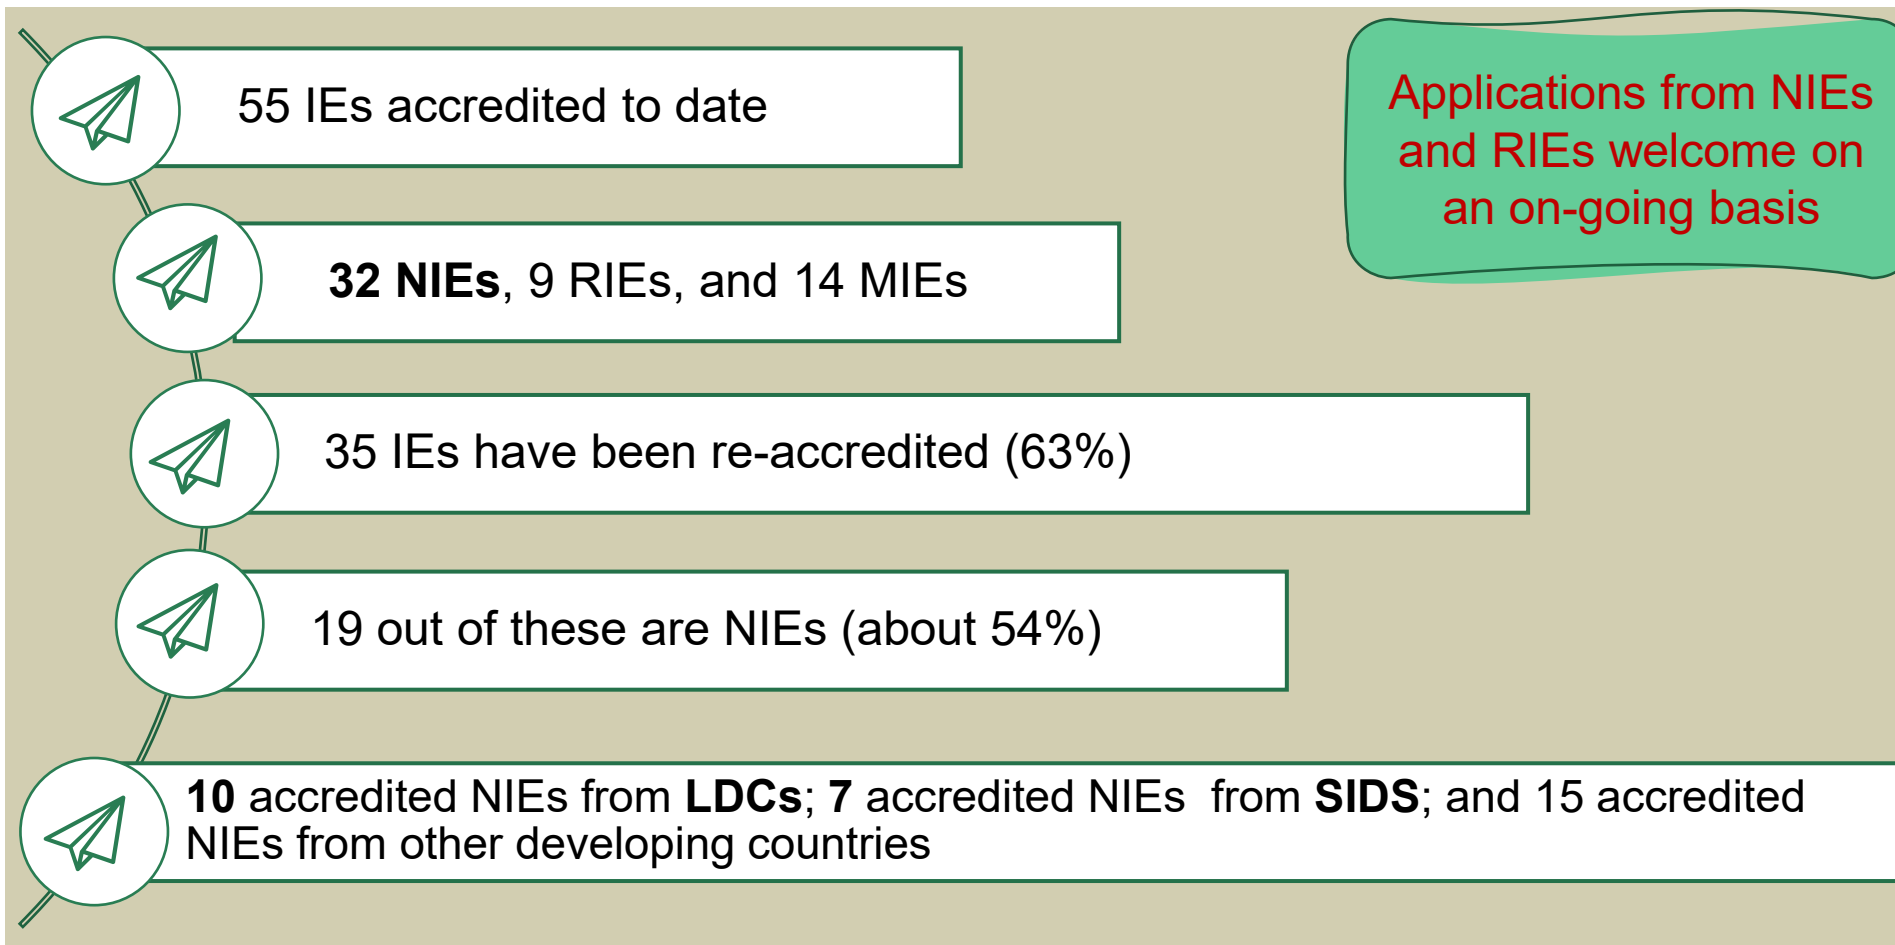 55 IEs accredited to date
Applications from NIEs
and RIEs welcome on
an on-going basis
32 NIEs, 9 RIEs, and 14 MIEs
35 IEs have been re-accredited (63%)
19 out of these are NIEs (about 54%)
10 accredited NIEs from LDCs; 7 accredited NIEs  from SIDS; and 15 accredited
NIEs from other developing countries